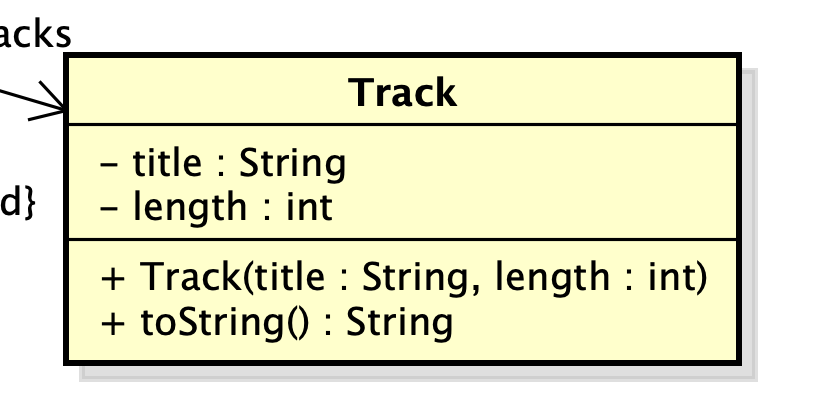 acks
Track
– title : String
– length : int
d}
+ Track(title : String, length : int)
+ toString() : String